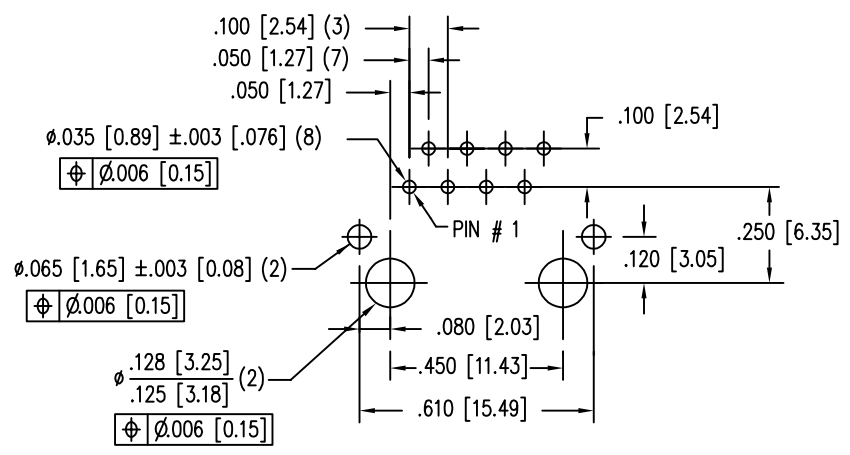 .100 [2.54] (3)
.050 [1.27] (7)
.050 [1.27]
.100 [2.54]
ø.035 [0.89] ±.003 [.076] (8)
⌖ Ø.006 [0.15]
PIN # 1
.250 [6.35]
.120 [3.05]
ø.065 [1.65] ±.003 [0.08] (2)
⌖ Ø.006 [0.15]
.080 [2.03]
ø .128 [3.25]
.125 [3.18] (2)
.450 [11.43]
.610 [15.49]
⌖ Ø.006 [0.15]